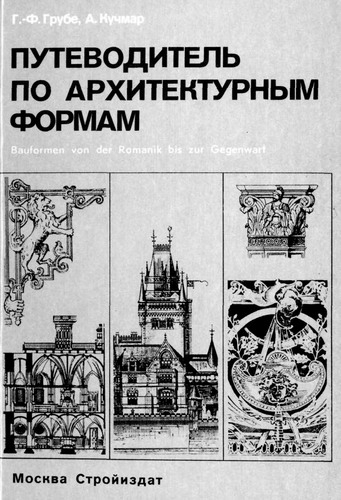 Г.-Ф. Грубе, А. Кучмар
ПУТЕВОДИТЕЛЬ
ПО АРХИТЕКТУРНЫМ
ФОРМАМ
Bauformen von der Romanik bis zur Gegenwart
Москва Стройиздат